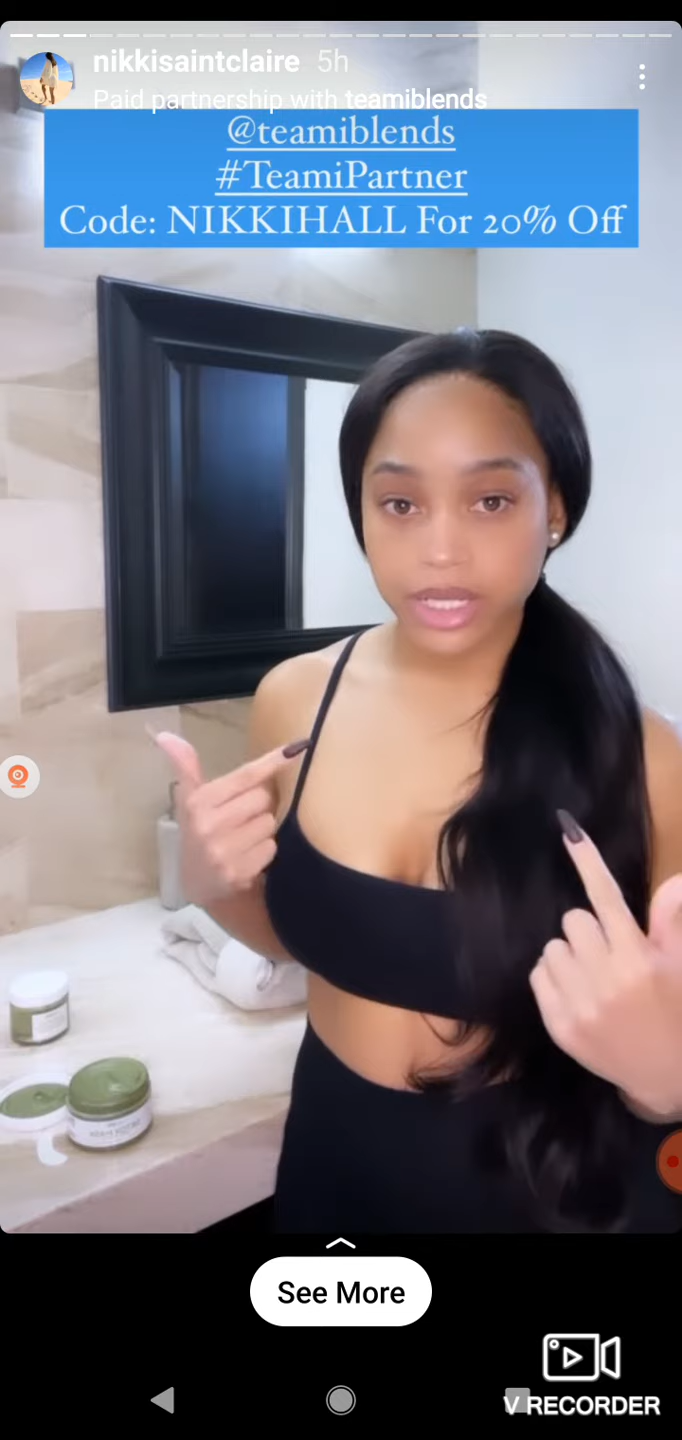 nikkisaintclaire 5h
Paid partnership with teamiblends
@teamiblends
#TeamiPartner
Code: NIKKIHALL For 20% Off
See More
V RECORDER